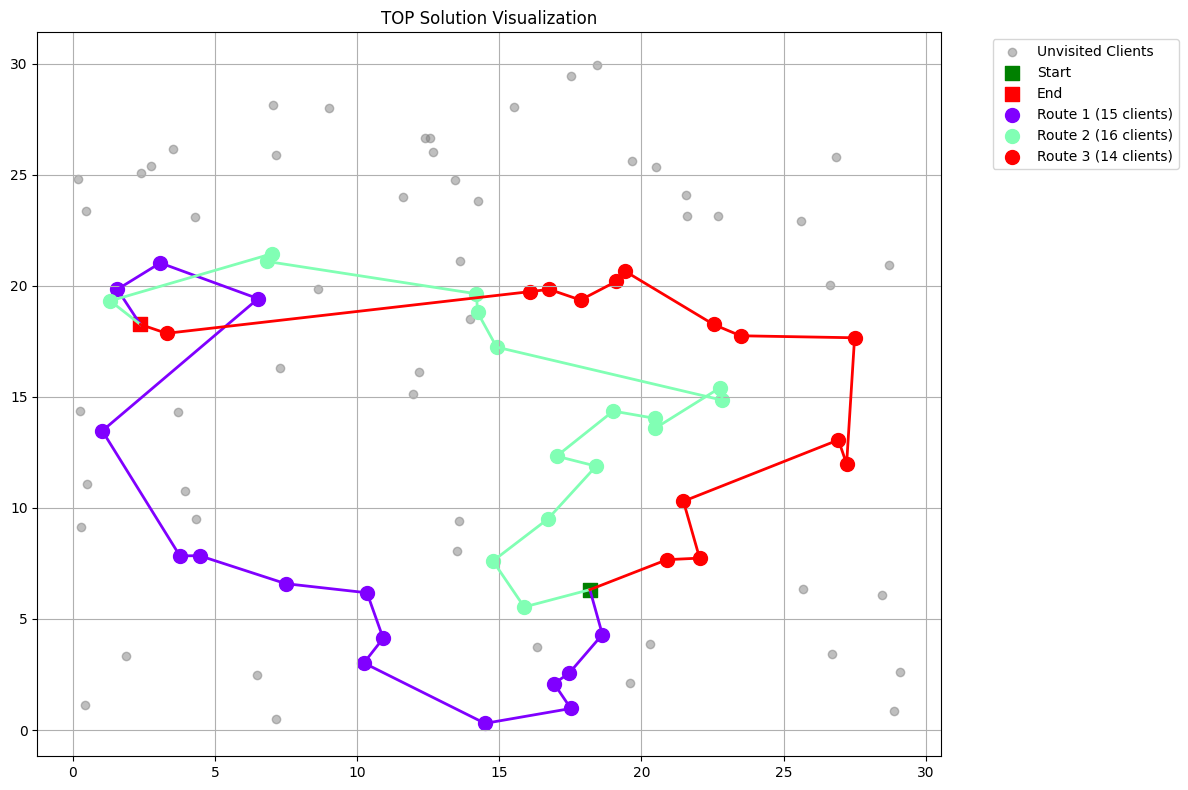 TOP Solution Visualization
30
25
20
15
10
5
0
0 5 10 15 20 25 30
Unvisited Clients
Start
End
Route 1 (15 clients)
Route 2 (16 clients)
Route 3 (14 clients)